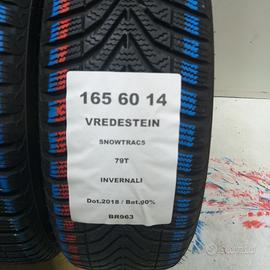 165 60 14
VREDESTEIN
SNOWTRAC5
79T
INVERNALI
Dot.2018 / Bat.90%
BR963